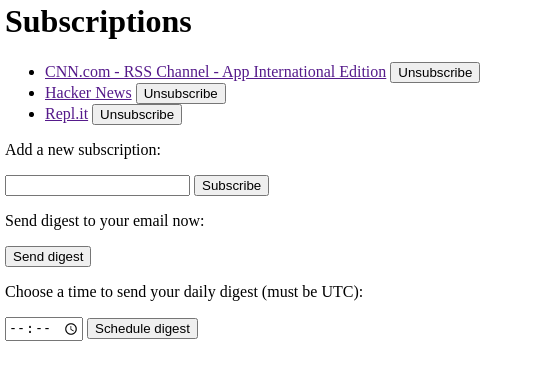 Subscriptions
CNN.com - RSS Channel - App International Edition Unsubscribe
Hacker News Unsubscribe
Repl.it Unsubscribe
Add a new subscription:
Subscribe
Send digest to your email now:
Send digest
Choose a time to send your daily digest (must be UTC):
--:-- Schedule digest